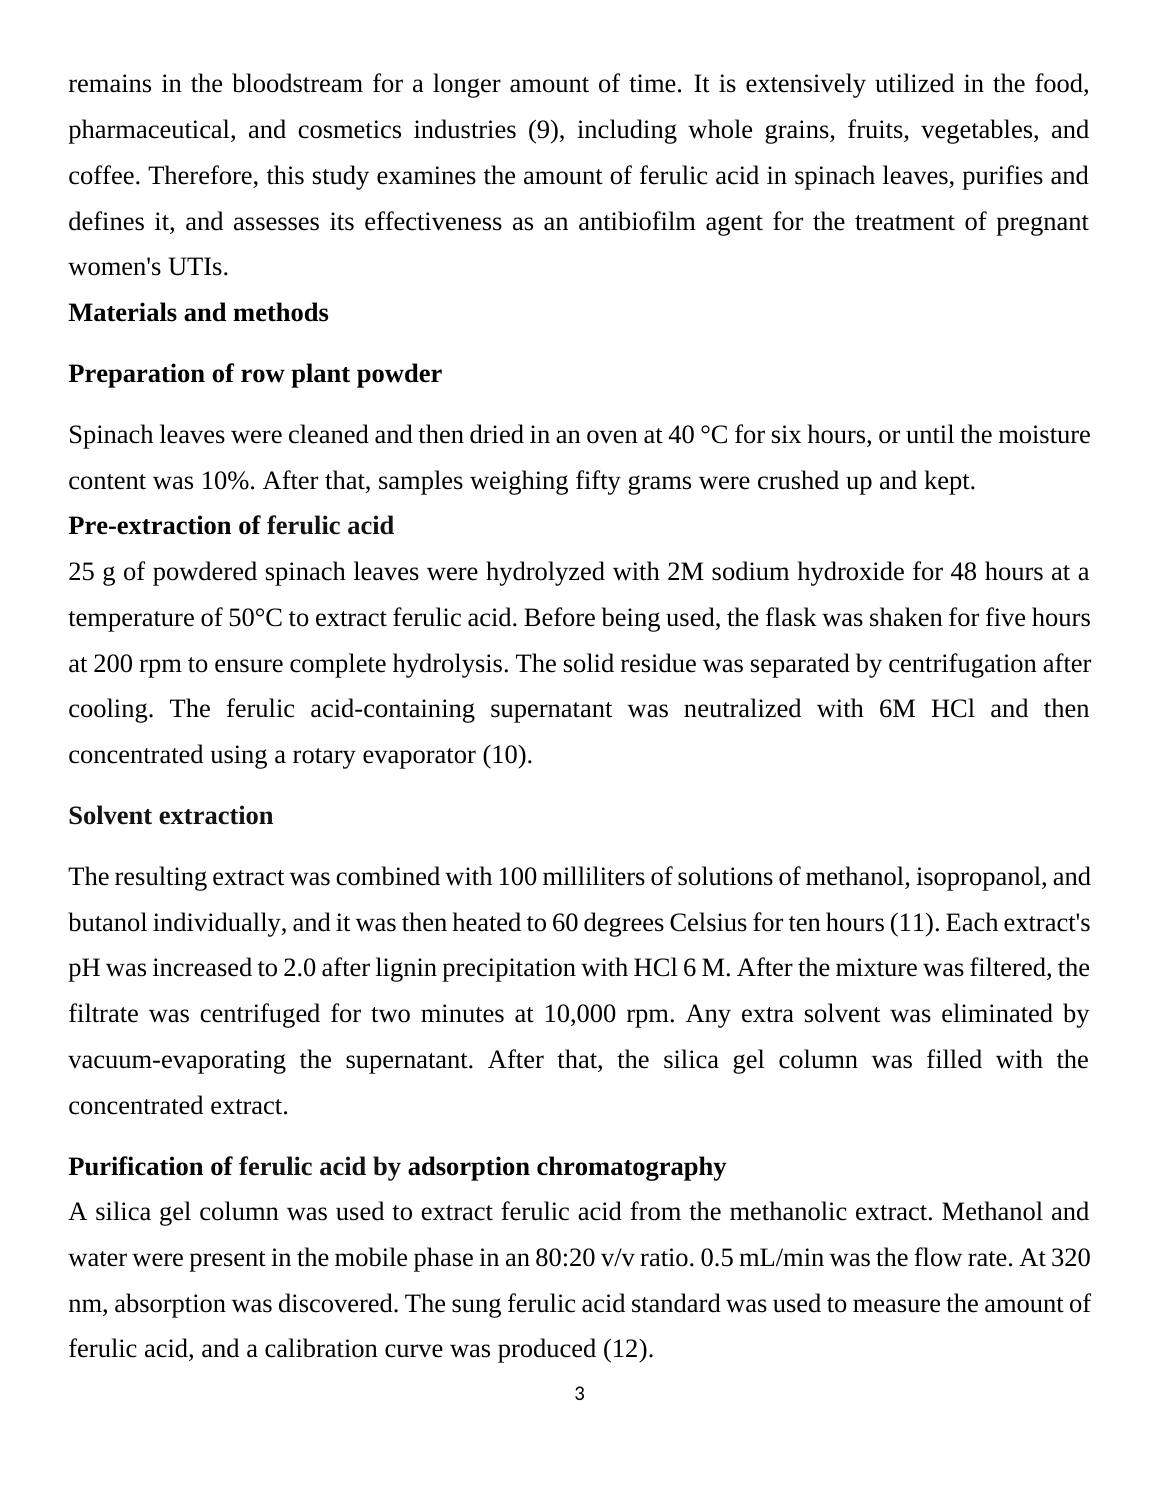 remains in the bloodstream for a longer amount of time. It is extensively utilized in the food,
pharmaceutical, and cosmetics industries (9), including whole grains, fruits, vegetables, and
coffee. Therefore, this study examines the amount of ferulic acid in spinach leaves, purifies and
defines it, and assesses its effectiveness as an antibiofilm agent for the treatment of pregnant
women's UTIs.
Materials and methods
Preparation of row plant powder
Spinach leaves were cleaned and then dried in an oven at 40 °C for six hours, or until the moisture
content was 10%. After that, samples weighing fifty grams were crushed up and kept.
Pre-extraction of ferulic acid
25 g of powdered spinach leaves were hydrolyzed with 2M sodium hydroxide for 48 hours at a
temperature of 50°C to extract ferulic acid. Before being used, the flask was shaken for five hours
at 200 rpm to ensure complete hydrolysis. The solid residue was separated by centrifugation after
cooling. The ferulic acid-containing supernatant was neutralized with 6M HCl and then
concentrated using a rotary evaporator (10).
Solvent extraction
The resulting extract was combined with 100 milliliters of solutions of methanol, isopropanol, and
butanol individually, and it was then heated to 60 degrees Celsius for ten hours (11). Each extract's
pH was increased to 2.0 after lignin precipitation with HCl 6 M. After the mixture was filtered, the
filtrate was centrifuged for two minutes at 10,000 rpm. Any extra solvent was eliminated by
vacuum-evaporating the supernatant. After that, the silica gel column was filled with the
concentrated extract.
Purification of ferulic acid by adsorption chromatography
A silica gel column was used to extract ferulic acid from the methanolic extract. Methanol and
water were present in the mobile phase in an 80:20 v/v ratio. 0.5 mL/min was the flow rate. At 320
nm, absorption was discovered. The sung ferulic acid standard was used to measure the amount of
ferulic acid, and a calibration curve was produced (12).
3